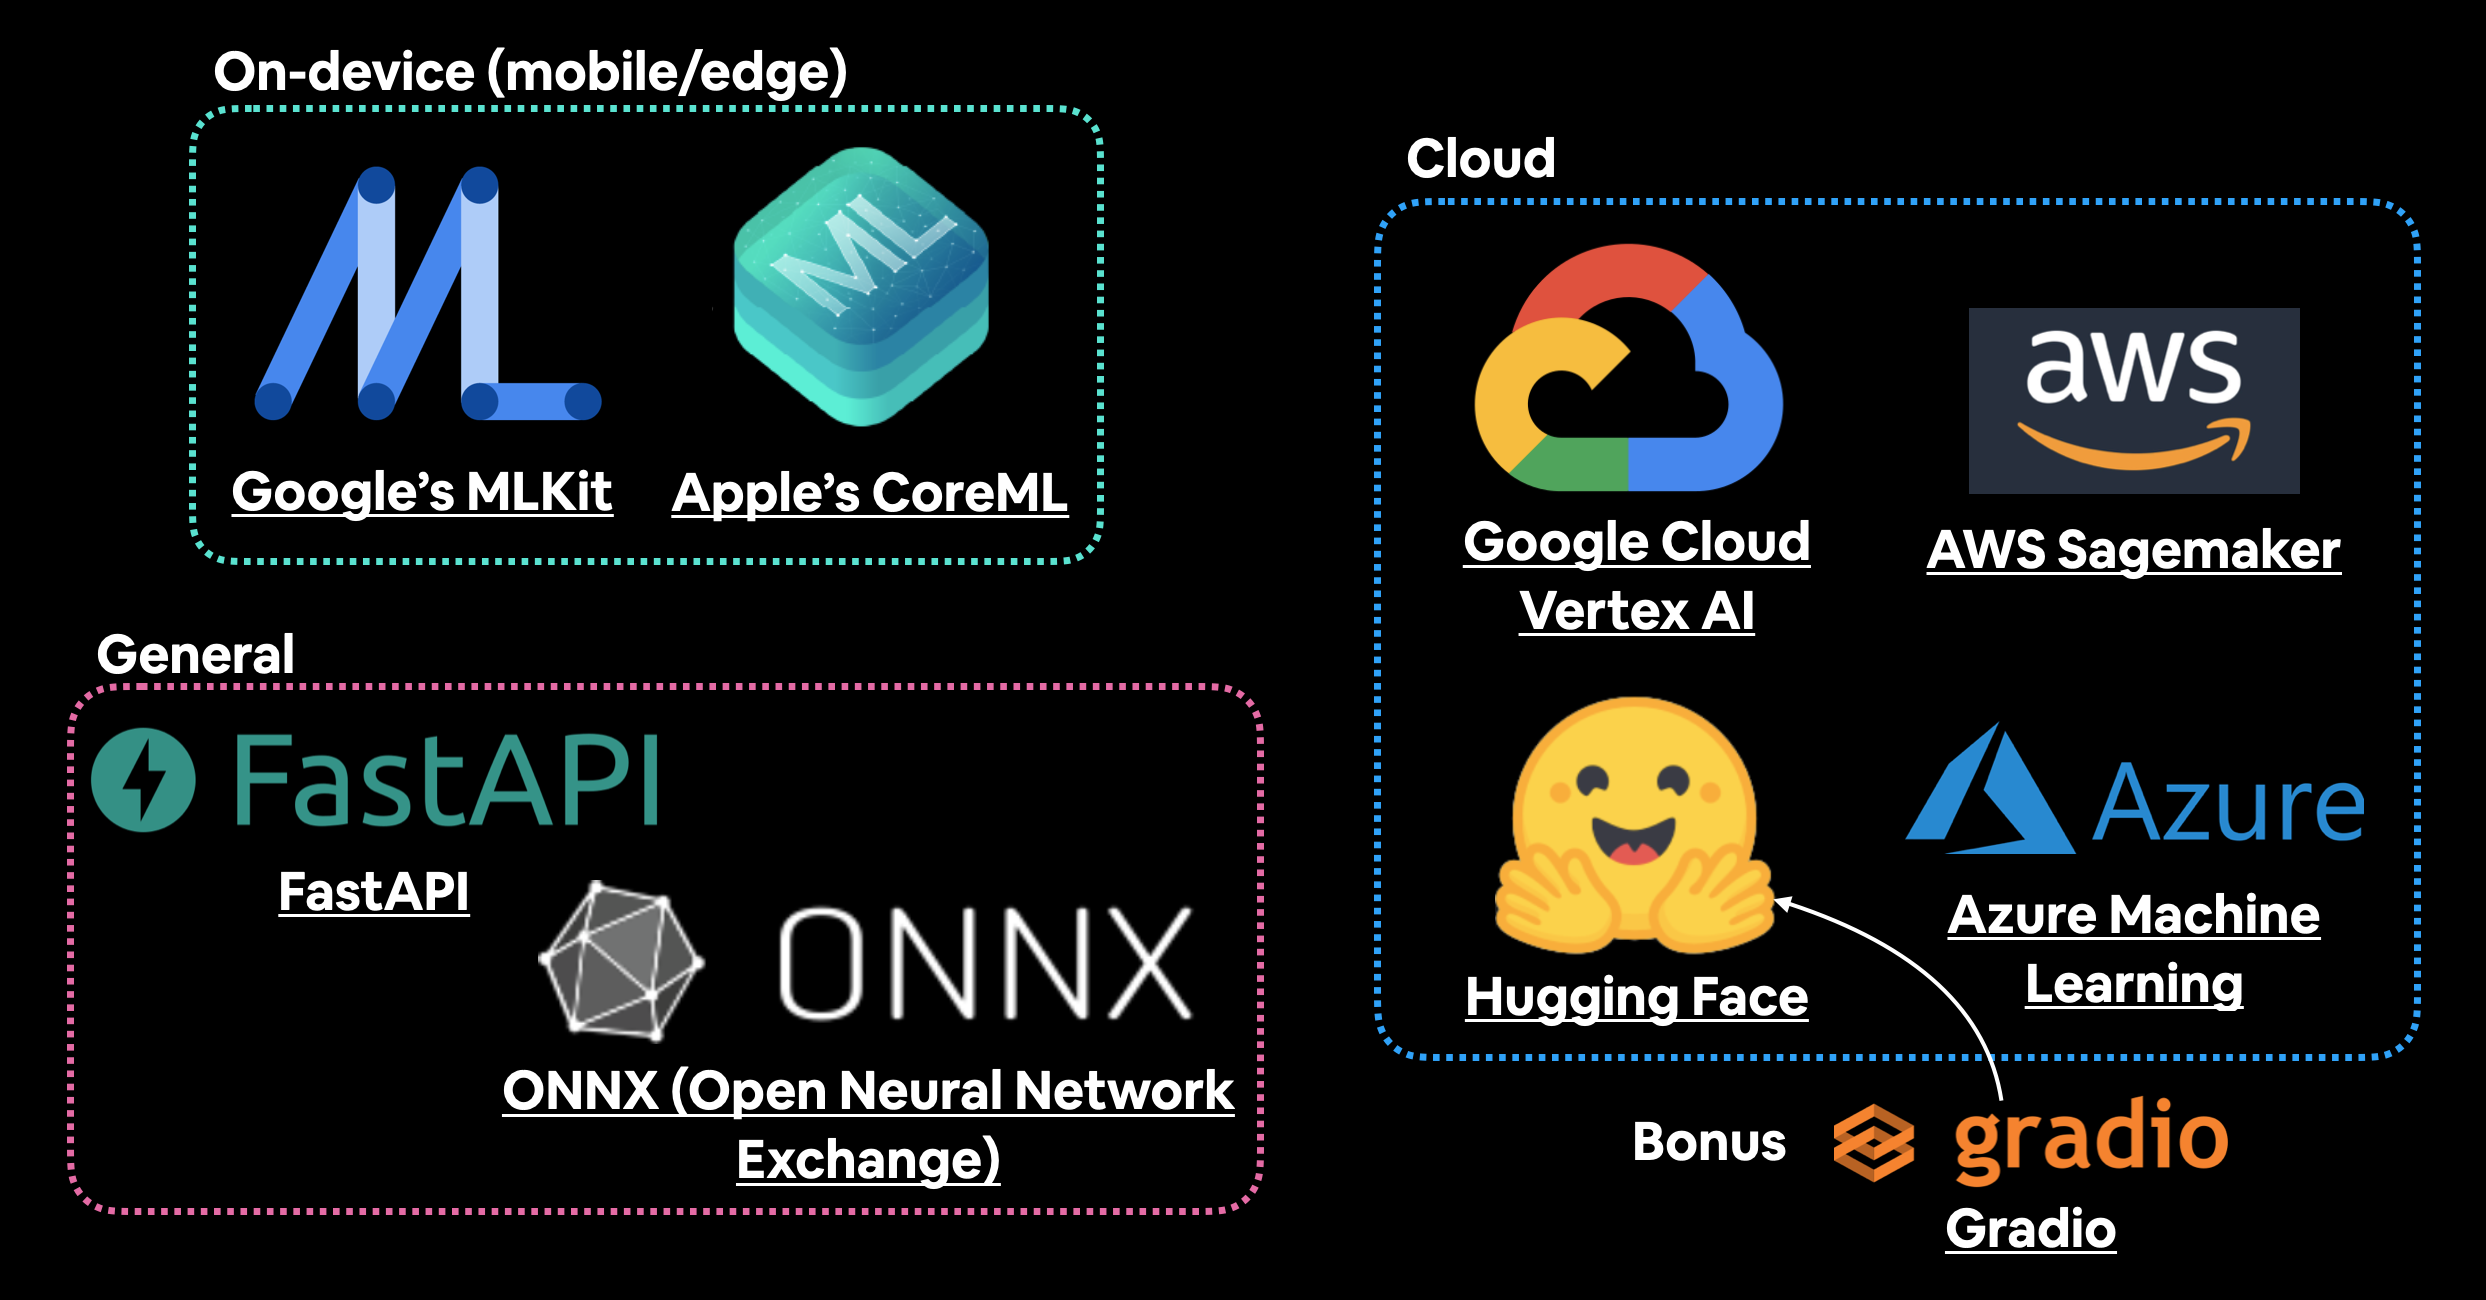 On-device (mobile/edge)
ML
Google's MLKit
Apple's CoreML
General
FastAPI
FastAPI
ONNX
ONNX (Open Neural Network
Exchange)
Cloud
aws
Google Cloud
Vertex AI
AWS Sagemaker
Azure
Hugging Face
Azure Machine
Learning
Bonus
gradio
Gradio